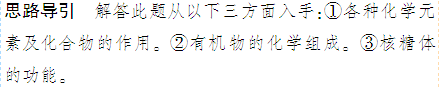 思路导引 解答此题从以下三方面入手:①各种化学元
素及化合物的作用。②有机物的化学组成。③核糖体
的功能。